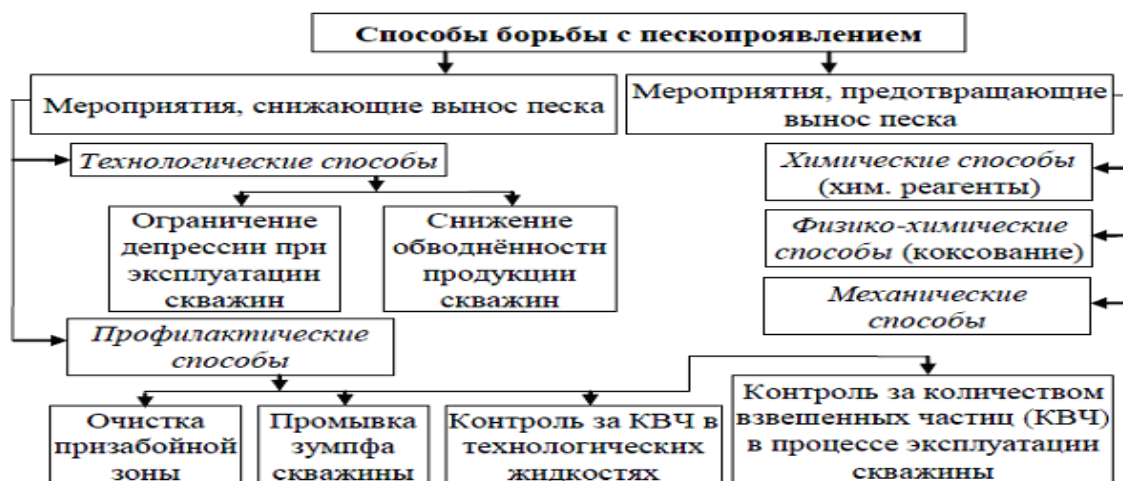 Способы борьбы с пескопроявлением
Мероприятия, снижающие вынос песка
Мероприятия, предотвращающие
вынос песка
Технологические способы
Ограничение
депрессии при
эксплуатации
скважин
Снижение
обводнённости
продукции
скважин
Химические способы
(хим. реагенты)
Физико-химические
способы (коксование)
Механические
способы
Профилактические
способы
Очистка
призабойной
зоны
Промывка
зумпфа
скважины
Контроль за КВЧ в
технологических
жидкостях
Контроль за количеством
взвешенных частиц (КВЧ)
в процессе эксплуатации
скважины